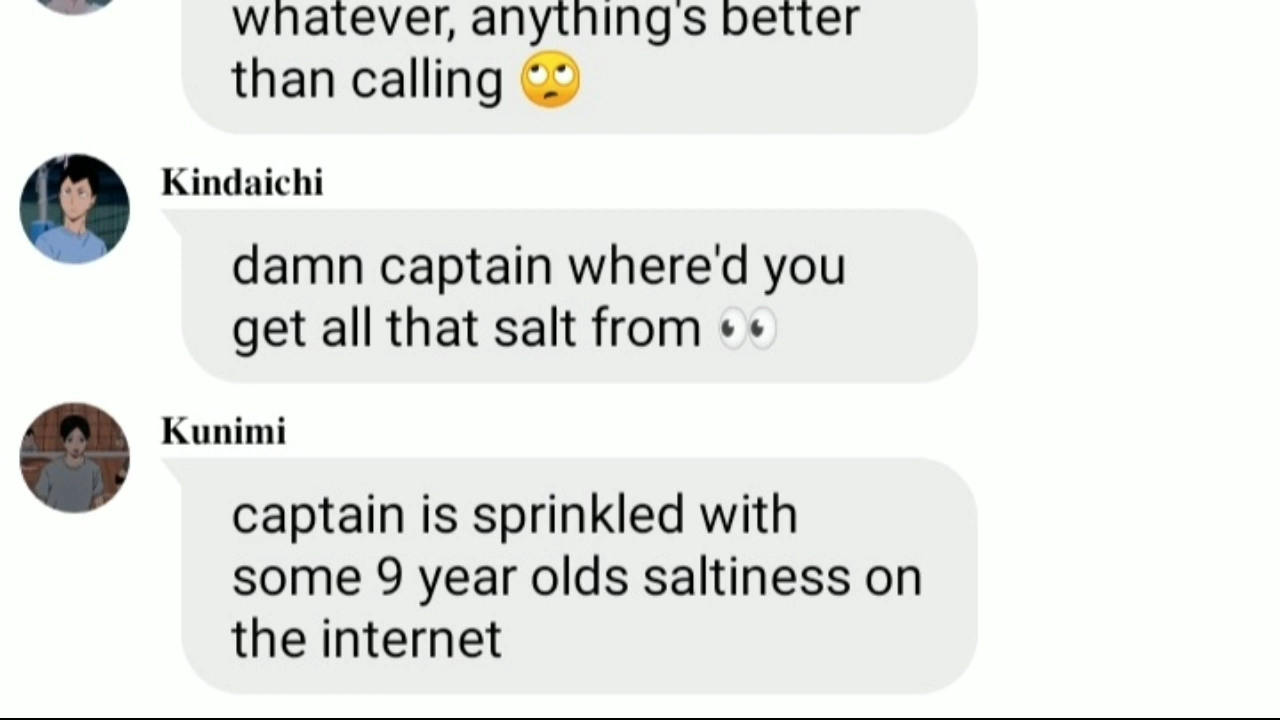 whatever, anything's better
than calling 🙄
Kindaichi
damn captain where'd you
get all that salt from 👀
Kunimi
captain is sprinkled with
some 9 year olds saltiness on
the internet